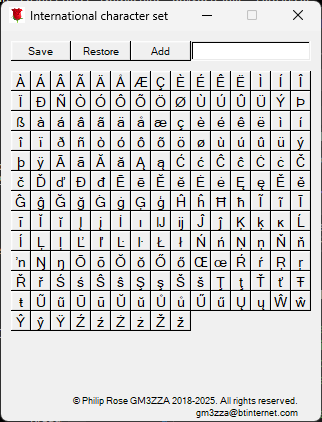 International character set
Save Restore Add
À Á Â Ã Ä Å Æ Ç È É Ê Ë Ì Í Î
Ï Ð Ñ Ò Ó Ô Õ Ö Ø Ù Ú Û Ü Ý Þ
ß à á â ã ä å æ ç è é ê ë ì í
î ï ð ñ ò ó ô õ ö ø ù ú û ü ý
þ ÿ Ā ā Ă ă Ą ą Ć ć Ĉ ĉ Ċ ċ Č
č Ď ď Đ đ Ē ē Ĕ ĕ Ė ė Ę ę Ě ě
Ĝ ĝ Ğ ğ Ġ ġ Ģ ģ Ĥ ĥ Ħ ħ Ĩ ĩ Ī
ī Ĭ ĭ Į į İ ı Ĳ ĳ Ĵ ĵ Ķ ķ ĸ Ĺ
ĺ Ļ ļ Ľ ľ Ŀ ŀ Ł ł Ń ń Ņ ņ Ň ň
ŉ Ŋ ŋ Ō ō Ŏ ŏ Ő ő Œ œ Ŕ ŕ Ŗ ŗ
Ř ř Ś ś Ŝ ŝ Ş ş Š š Ţ ţ Ť ť Ŧ
ŧ Ũ ũ Ū ū Ŭ ŭ Ů ů Ű ű Ų ų Ŵ ŵ
Ŷ ŷ Ÿ Ź ź Ż ż Ž ž
© Philip Rose GM3ZZA 2018-2025. All rights reserved.
gm3zza@btinternet.com